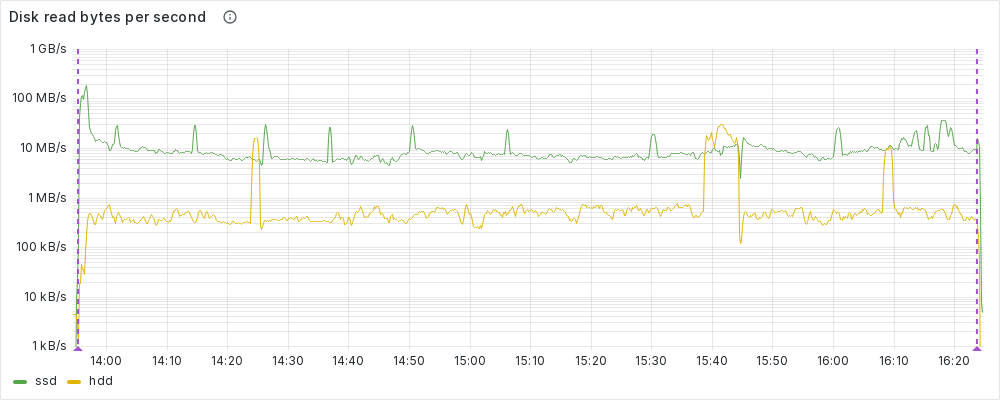 Disk read bytes per second
1 GB/s
100 MB/s
10 MB/s
1 MB/s
100 kB/s
10 kB/s
1 kB/s
14:00 14:10 14:20 14:30 14:40 14:50 15:00 15:10 15:20 15:30 15:40 15:50 16:00 16:10 16:20
ssd hdd